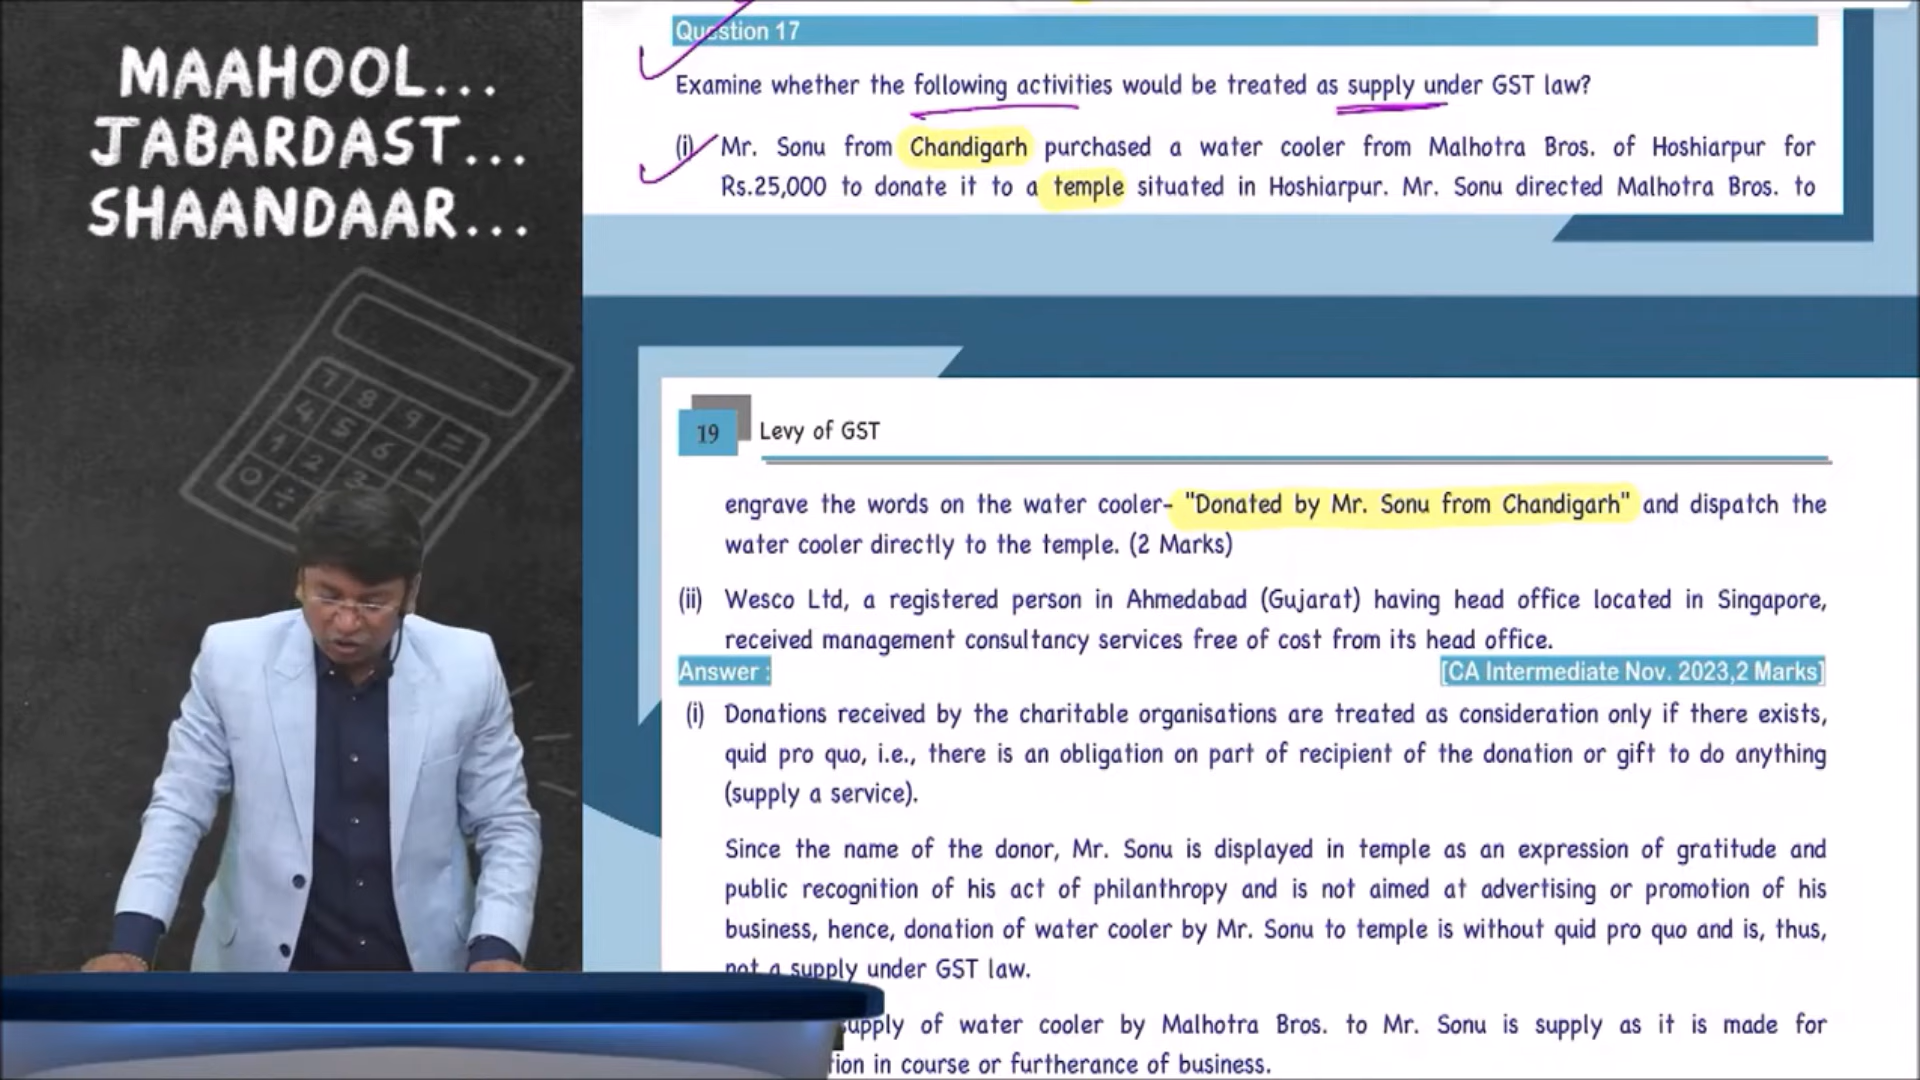 MAAHOOL...
JABARDAST...
SHAANDAAR...
7 8 9 =
4 5 6 -
1 2 3
0 ÷
Question 17
Examine whether the following activities would be treated as supply under GST law?
(i) Mr. Sonu from Chandigarh purchased a water cooler from Malhotra Bros. of Hoshiarpur for
Rs.25,000 to donate it to a temple situated in Hoshiarpur. Mr. Sonu directed Malhotra Bros. to
19 Levy of GST
engrave the words on the water cooler- "Donated by Mr. Sonu from Chandigarh" and dispatch the
water cooler directly to the temple. (2 Marks)
(ii) Wesco Ltd, a registered person in Ahmedabad (Gujarat) having head office located in Singapore,
received management consultancy services free of cost from its head office.
Answer : [CA Intermediate Nov. 2023,2 Marks]
(i) Donations received by the charitable organisations are treated as consideration only if there exists,
quid pro quo, i.e., there is an obligation on part of recipient of the donation or gift to do anything
(supply a service).
Since the name of the donor, Mr. Sonu is displayed in temple as an expression of gratitude and
public recognition of his act of philanthropy and is not aimed at advertising or promotion of his
business, hence, donation of water cooler by Mr. Sonu to temple is without quid pro quo and is, thus,
not a supply under GST law.
supply of water cooler by Malhotra Bros. to Mr. Sonu is supply as it is made for
in course or furtherance of business.